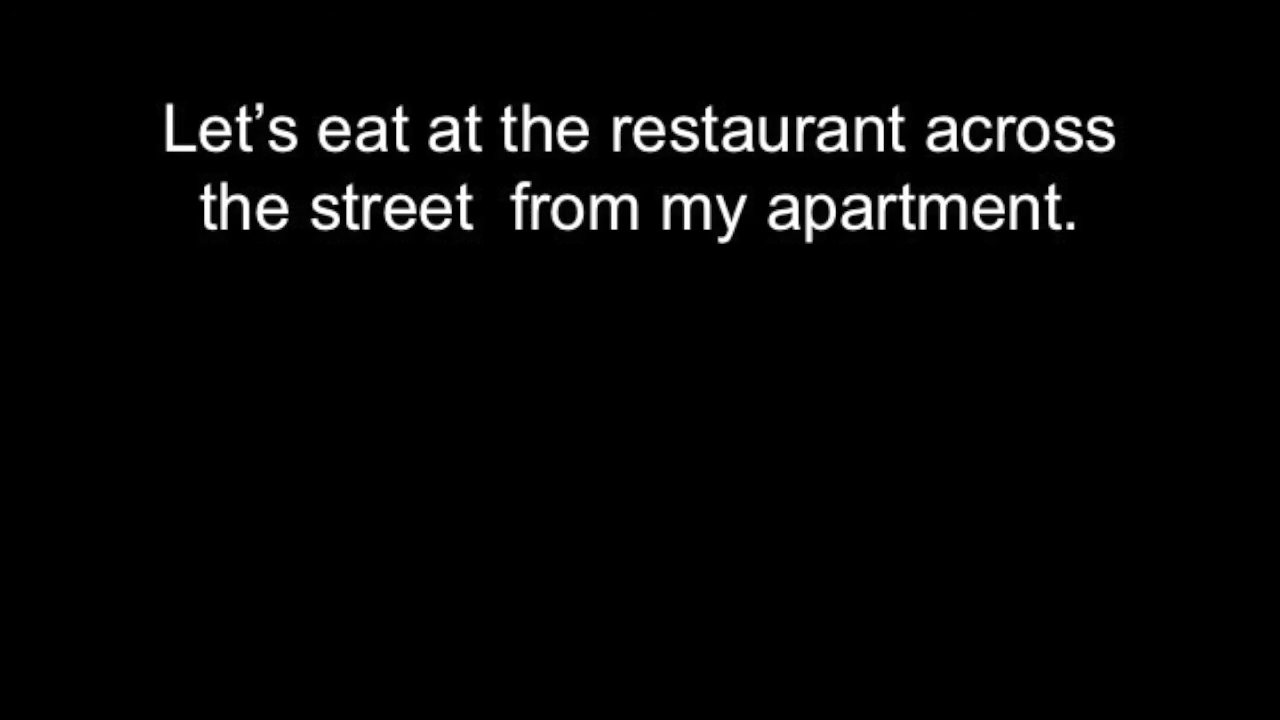 Let’s eat at the restaurant across
the street  from my apartment.